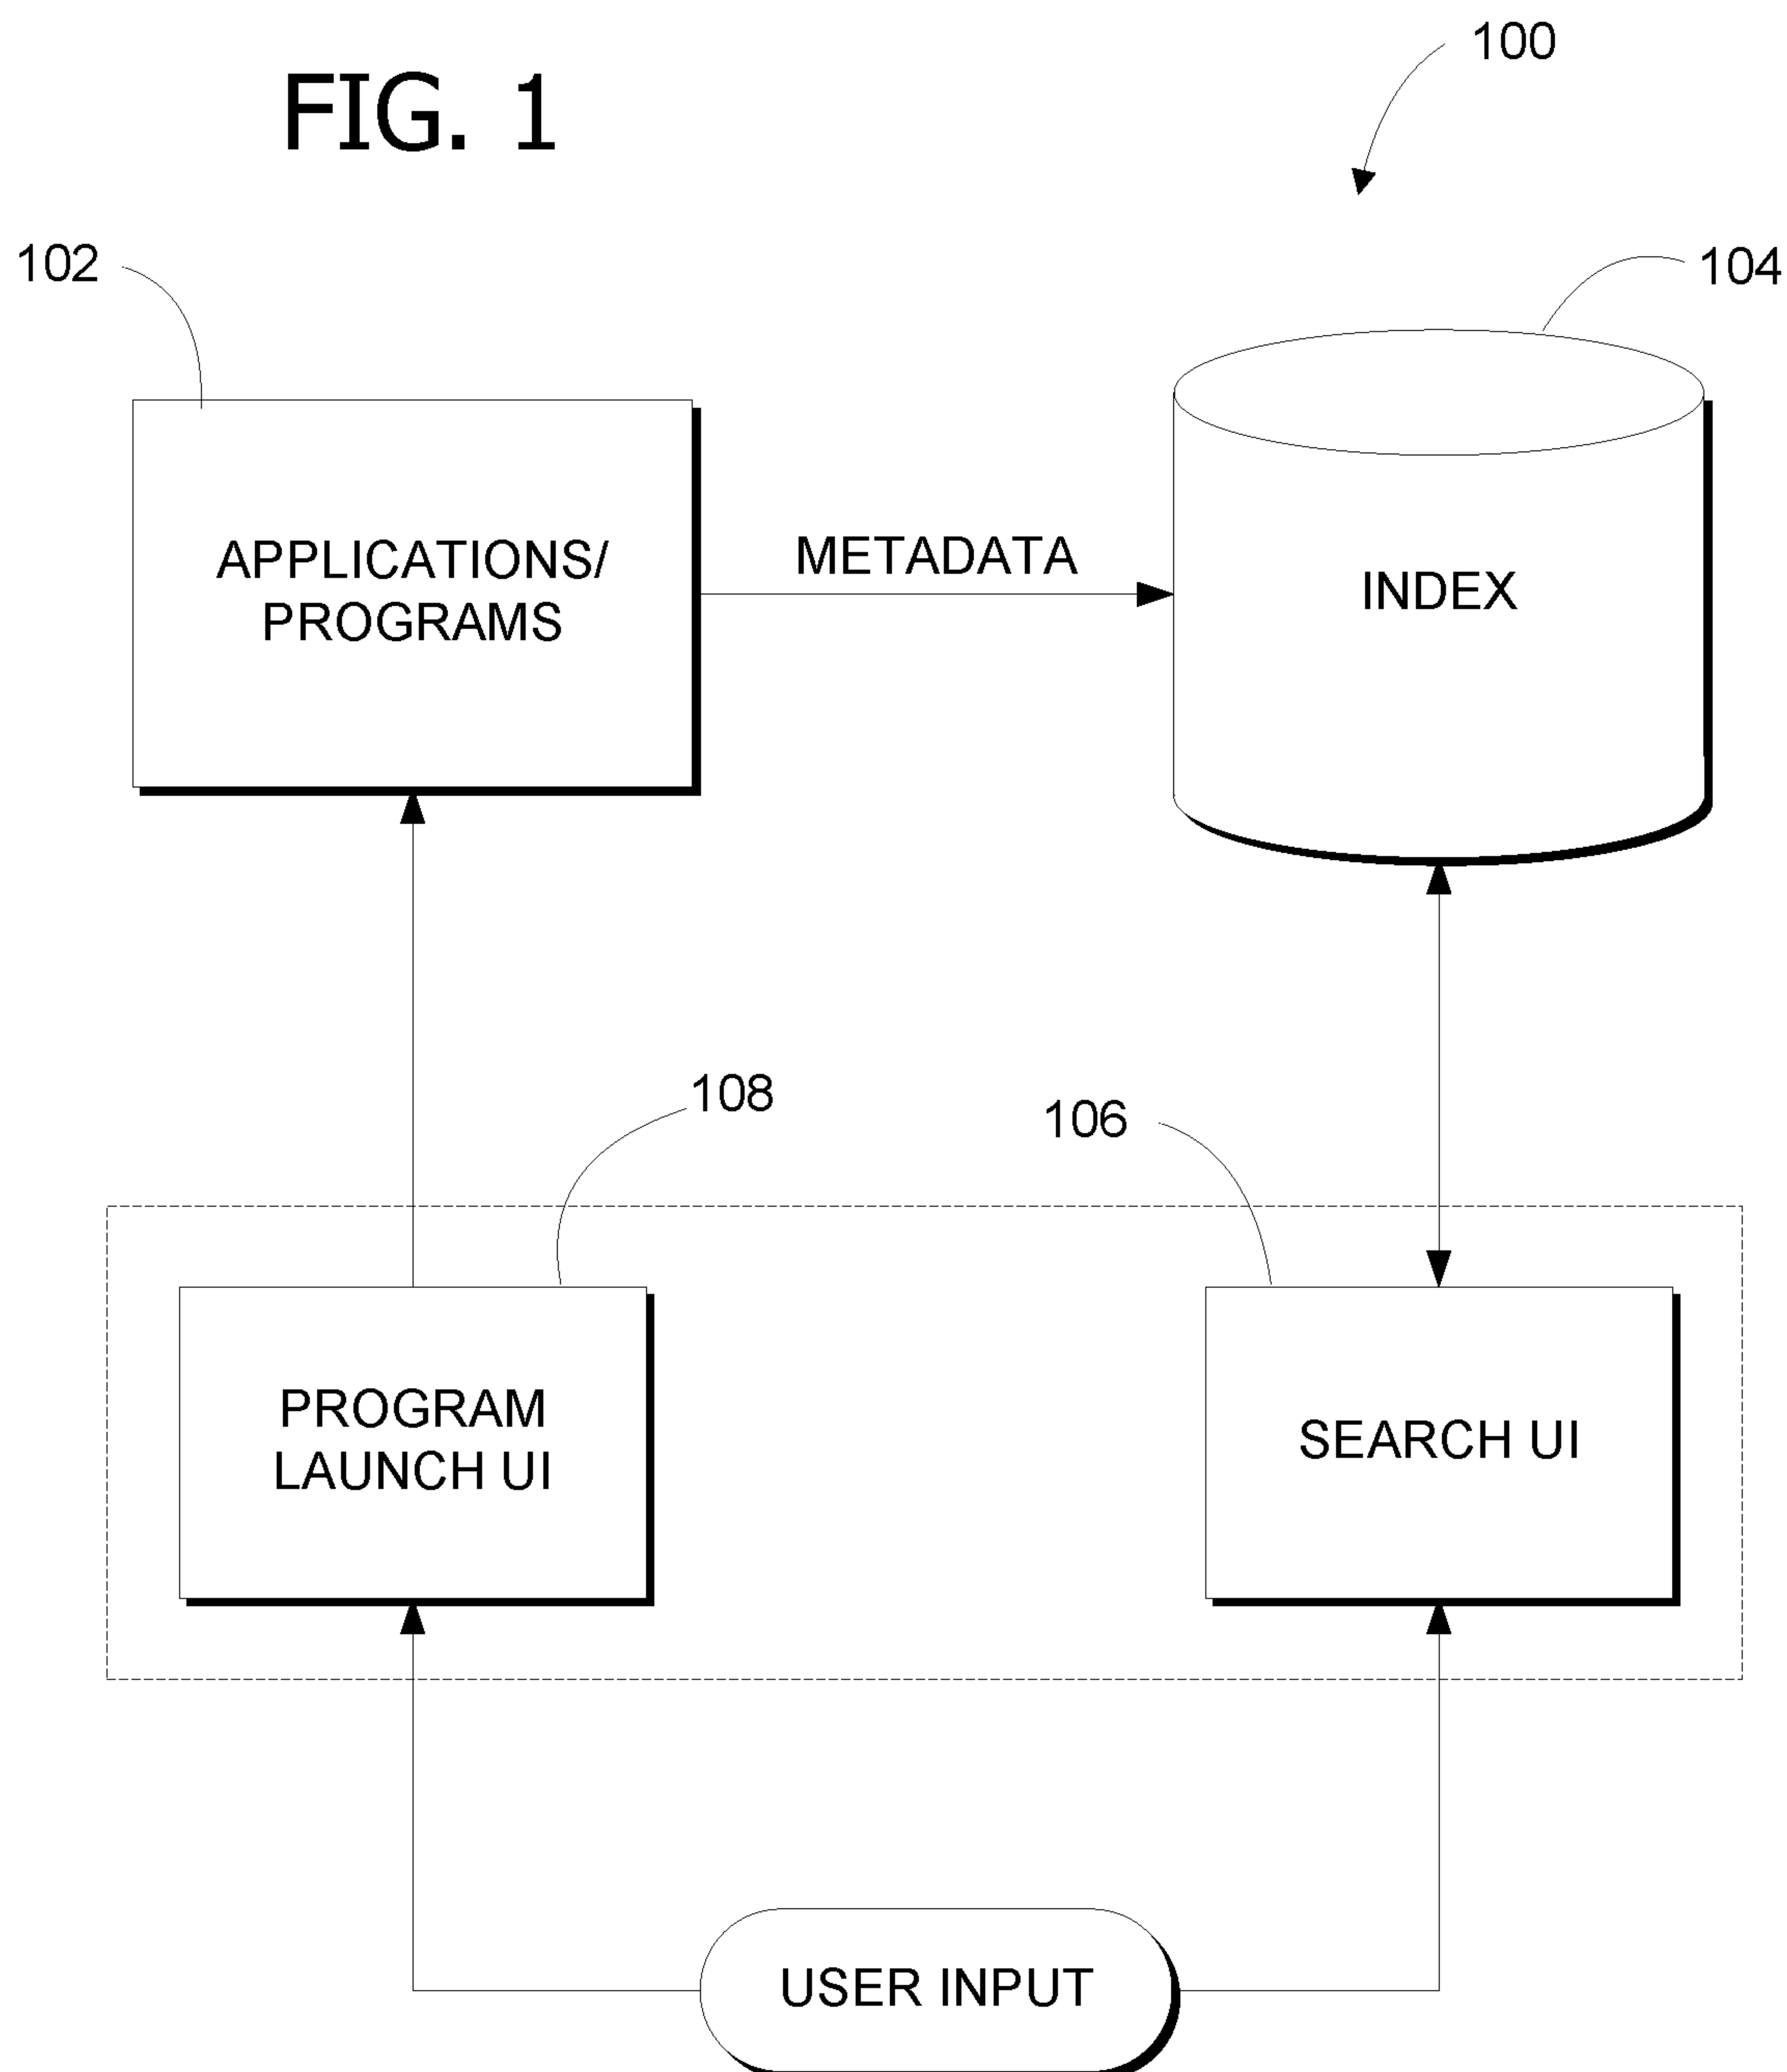 FIG. 1
100
102
104
APPLICATIONS/
PROGRAMS
METADATA
INDEX
108
106
PROGRAM
LAUNCH UI
SEARCH UI
USER INPUT